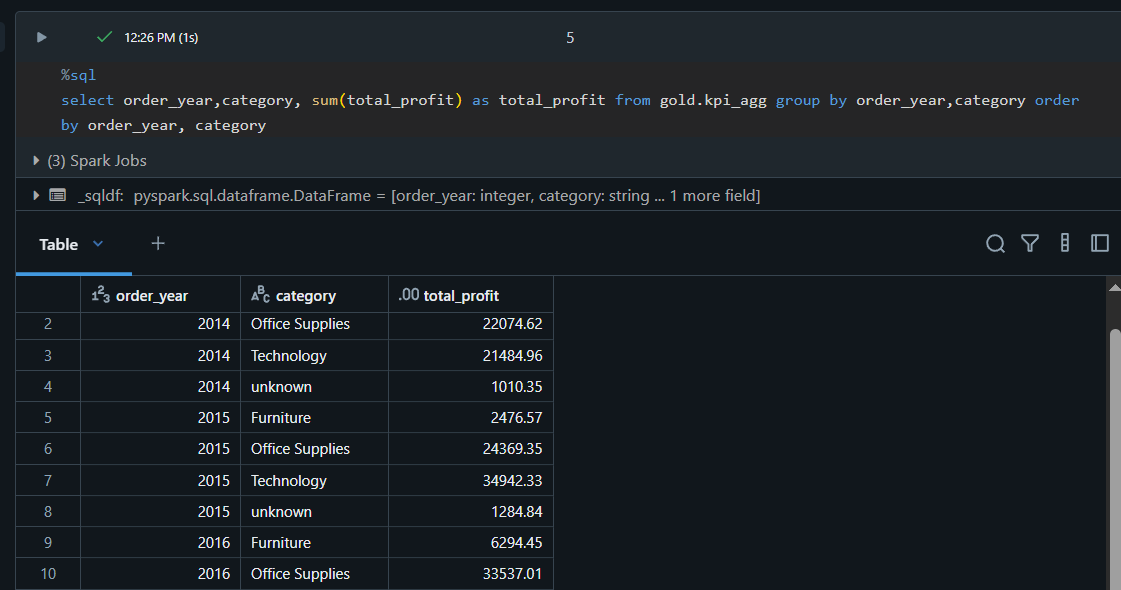 12:26 PM (1s) 5
%sql
select order_year,category, sum(total_profit) as total_profit from gold.kpi_agg group by order_year,category order
by order_year, category
(3) Spark Jobs
_sqldf: pyspark.sql.dataframe.DataFrame = [order_year: integer, category: string ... 1 more field]
Table +
123 order_year ABC category .00 total_profit
2 2014 Office Supplies 22074.62
3 2014 Technology 21484.96
4 2014 unknown 1010.35
5 2015 Furniture 2476.57
6 2015 Office Supplies 24369.35
7 2015 Technology 34942.33
8 2015 unknown 1284.84
9 2016 Furniture 6294.45
10 2016 Office Supplies 33537.01